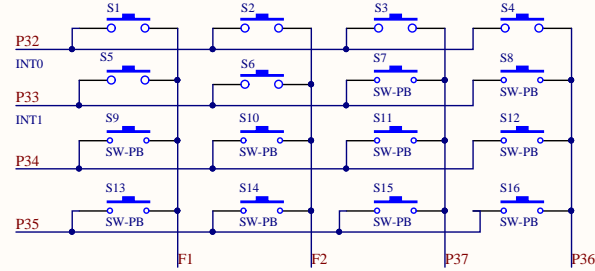 S1 S2 S3 S4
P32
INT0 S5 S6 S7 S8
SW-PB SW-PB
P33
INT1 S9 S10 S11 S12
SW-PB SW-PB SW-PB SW-PB
P34
S13 S14 S15 S16
SW-PB SW-PB SW-PB SW-PB
P35
F1 F2 P37 P36